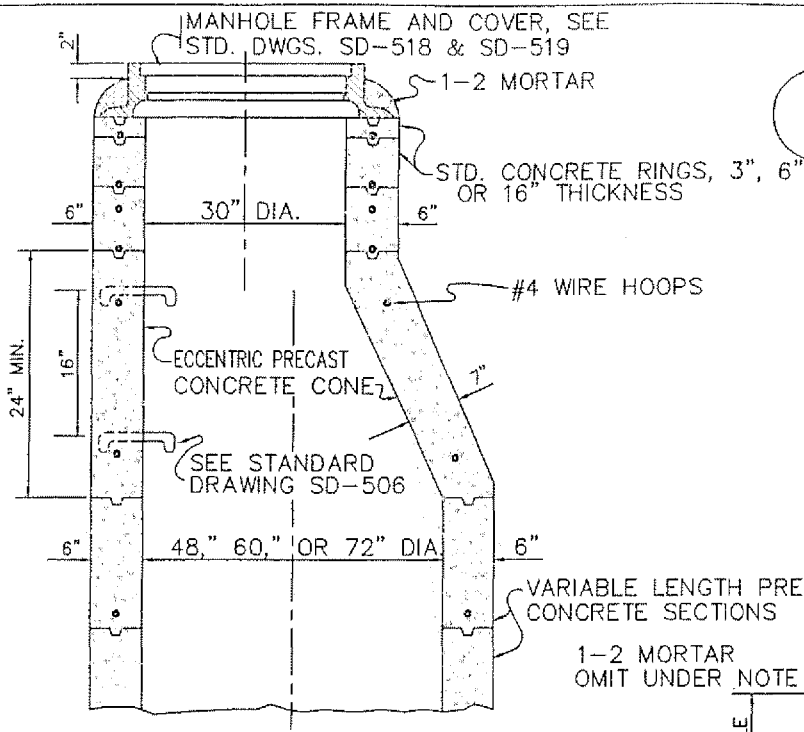 MANHOLE FRAME AND COVER, SEE
STD. DWGS. SD-518 & SD-519
2"
1-2 MORTAR
STD. CONCRETE RINGS, 3", 6"
OR 16" THICKNESS
6"
30" DIA.
6"
#4 WIRE HOOPS
24" MIN.
16"
ECCENTRIC PRECAST
CONCRETE CONE
7"
SEE STANDARD
DRAWING SD-506
6"
48," 60," OR 72" DIA.
6"
VARIABLE LENGTH PRE
CONCRETE SECTIONS
1-2 MORTAR
OMIT UNDER NOTE
E